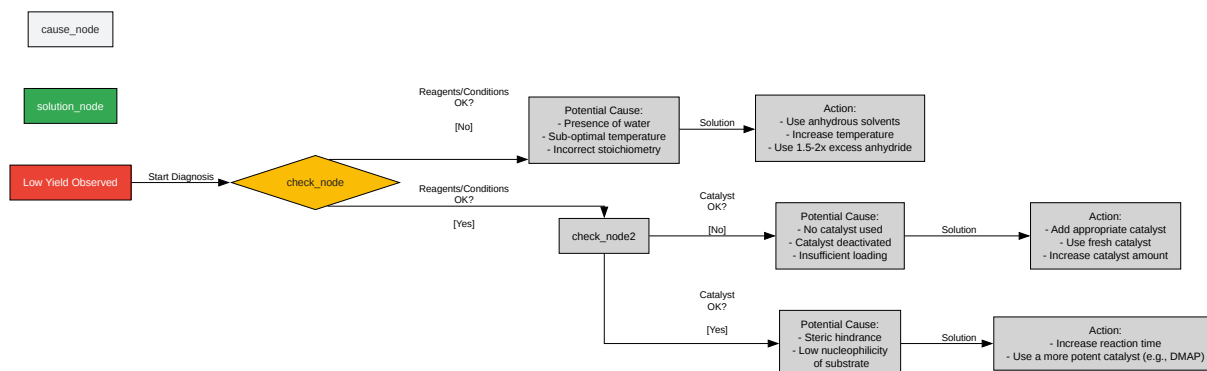 cause_node
solution_node
Low Yield Observed
Start Diagnosis
check_node
Reagents/Conditions
OK?
[No]
Potential Cause:
- Presence of water
- Sub-optimal temperature
- Incorrect stoichiometry
Solution
Action:
- Use anhydrous solvents
- Increase temperature
- Use 1.5-2x excess anhydride
Reagents/Conditions
OK?
[Yes]
check_node2
Catalyst
OK?
[No]
Potential Cause:
- No catalyst used
- Catalyst deactivated
- Insufficient loading
Solution
Action:
- Add appropriate catalyst
- Use fresh catalyst
- Increase catalyst amount
Catalyst
OK?
[Yes]
Potential Cause:
- Steric hindrance
- Low nucleophilicity
of substrate
Solution
Action:
- Increase reaction time
- Use a more potent catalyst (e.g., DMAP)